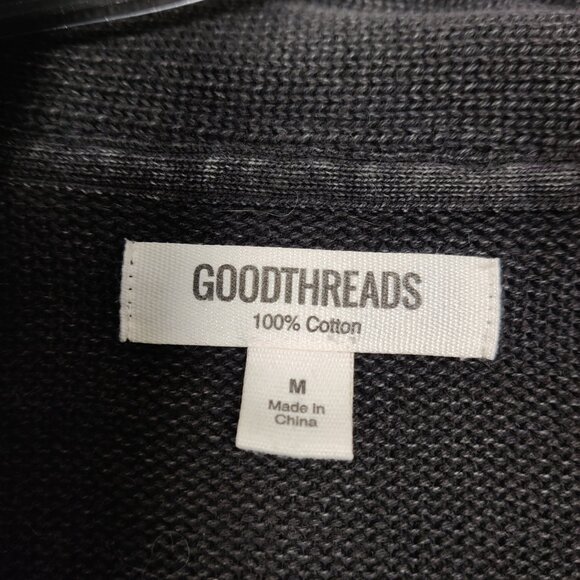 GOODTHREADS
100% Cotton
M
Made in
China